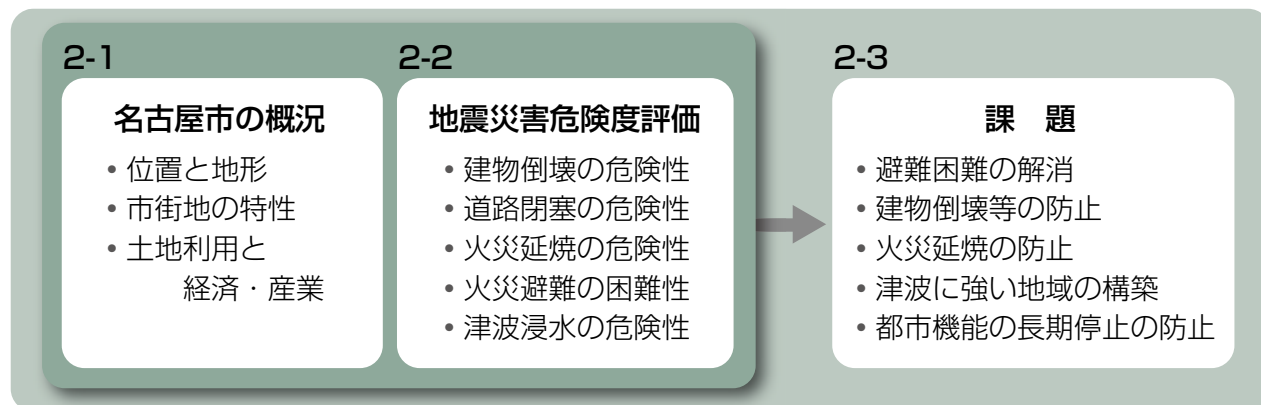 2-1
名古屋市の概況
• 位置と地形
• 市街地の特性
• 土地利用と
経済・産業
2-2
地震災害危険度評価
• 建物倒壊の危険性
• 道路閉塞の危険性
• 火災延焼の危険性
• 火災避難の困難性
• 津波浸水の危険性
2-3
課　題
• 避難困難の解消
• 建物倒壊等の防止
• 火災延焼の防止
• 津波に強い地域の構築
• 都市機能の長期停止の防止